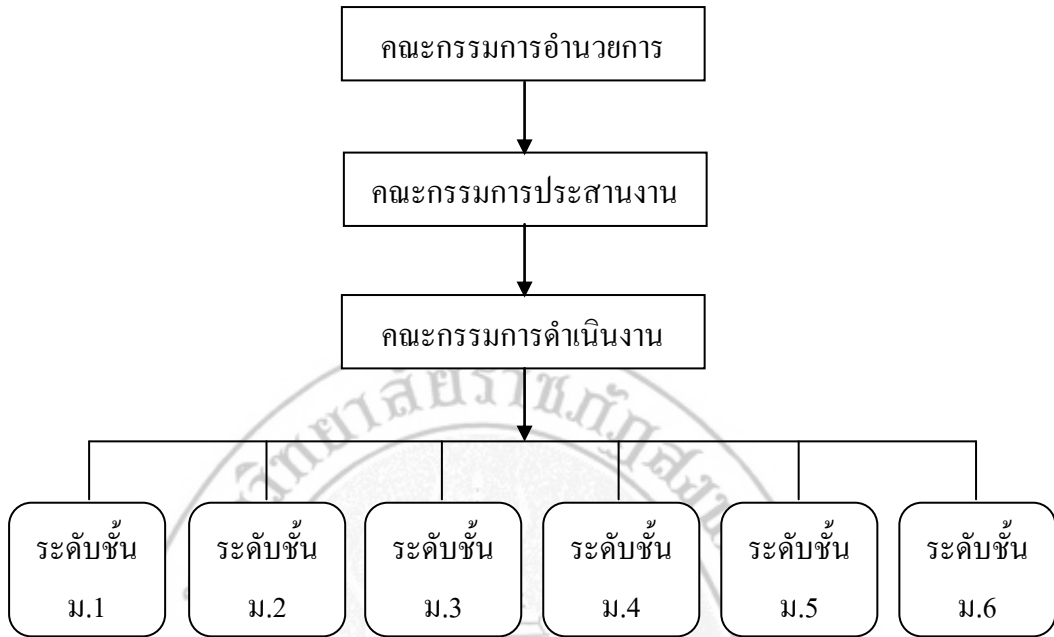 คณะกรรมการอำนวยการ
คณะกรรมการประสานงาน
คณะกรรมการดำเนินงาน
ระดับชั้น
ม.1
ระดับชั้น
ม.2
ระดับชั้น
ม.3
ระดับชั้น
ม.4
ระดับชั้น
ม.5
ระดับชั้น
ม.6